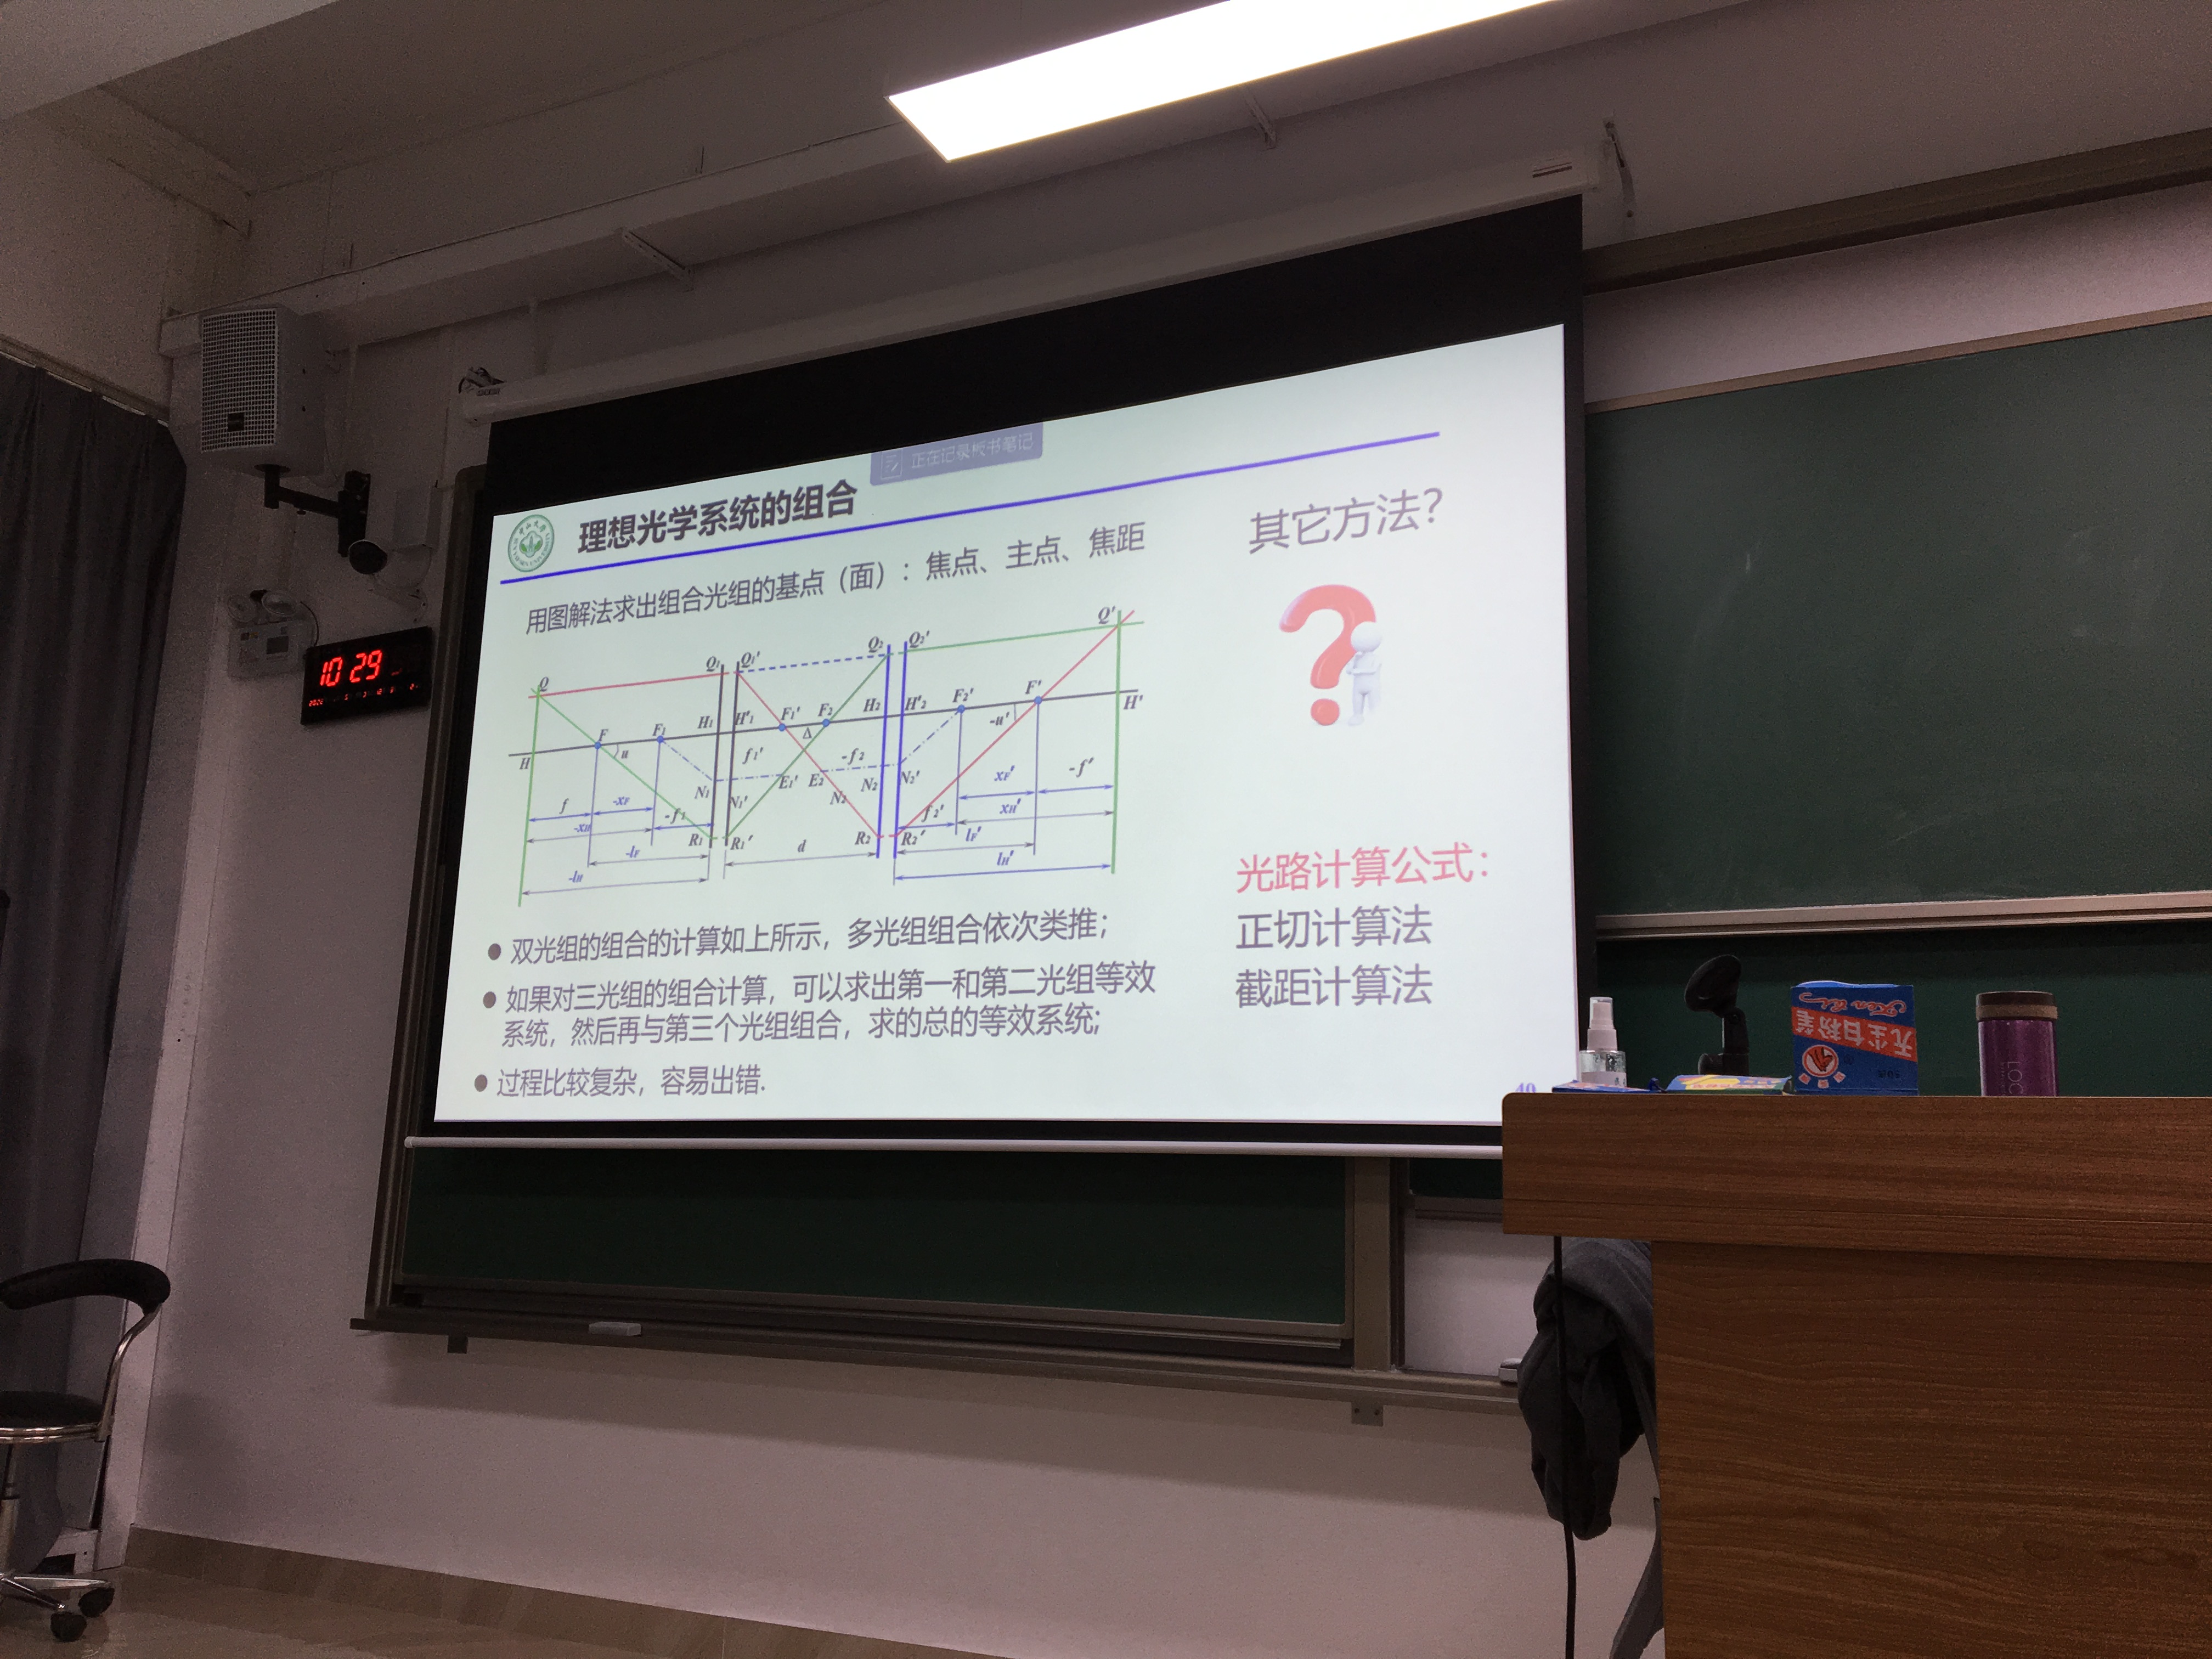 正在记录板书笔记
理想光学系统的组合
用图解法求出组合光组的基点（面）：焦点、主点、焦距
其它方法?
Q Q₁ Q₁' Q₂ Q₂' Q'
H F F₁ H₁ H'₁ F₁' F₂ H₂ H'₂ F₂' F' H'
u Δ -u'
f₁' -f₂
N₁ N₁' E₁' E₂ N₂ N₂ N₂'
f -x_F -f₁ x_F' -f'
-x_H f₂' x_H'
R₁ R₁' R₂ R₂'
-l_F d l_F'
-l_H l_H'
双光组的组合的计算如上所示，多光组组合依次类推；
如果对三光组的组合计算，可以求出第一和第二光组等效
系统，然后再与第三个光组组合，求的总的等效系统;
过程比较复杂，容易出错.
光路计算公式：
正切计算法
截距计算法
10 29
无尘白粉笔
LOC